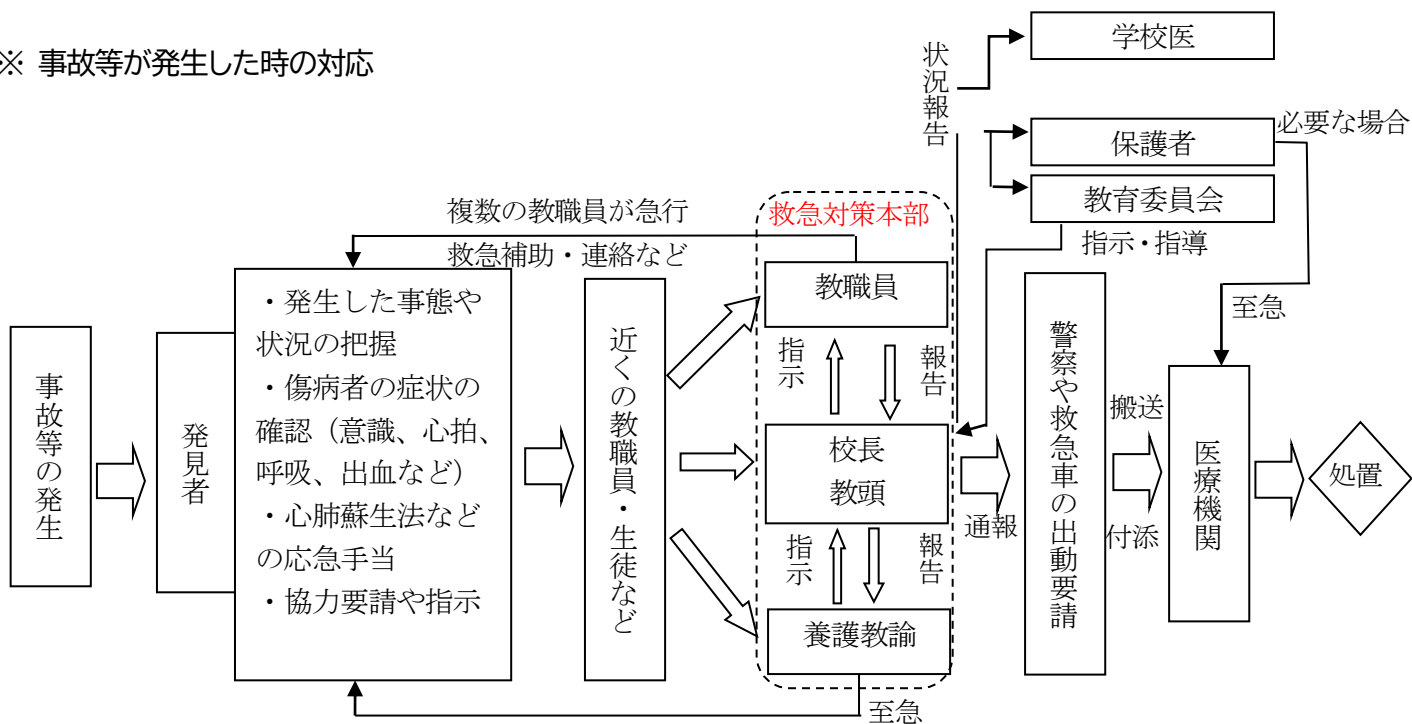 ※ 事故等が発生した時の対応
状況報告
学校医
保護者
必要な場合
教育委員会
指示・指導
複数の教職員が急行
救急補助・連絡など
救急対策本部
事故等の発生
発見者
・発生した事態や
状況の把握
・傷病者の症状の
確認（意識、心拍、
呼吸、出血など）
・心肺蘇生法など
の応急手当
・協力要請や指示
近くの教職員・生徒など
教職員
指示
報告
校長
教頭
指示
報告
養護教諭
至急
通報
警察や救急車の出動要請
搬送
付添
至急
医療機関
処置